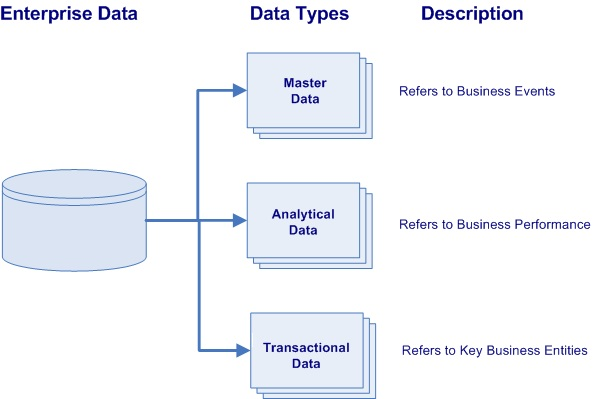 Enterprise Data Data Types Description
Master
Data
Refers to Business Events
Analytical
Data
Refers to Business Performance
Transactional
Data
Refers to Key Business Entities